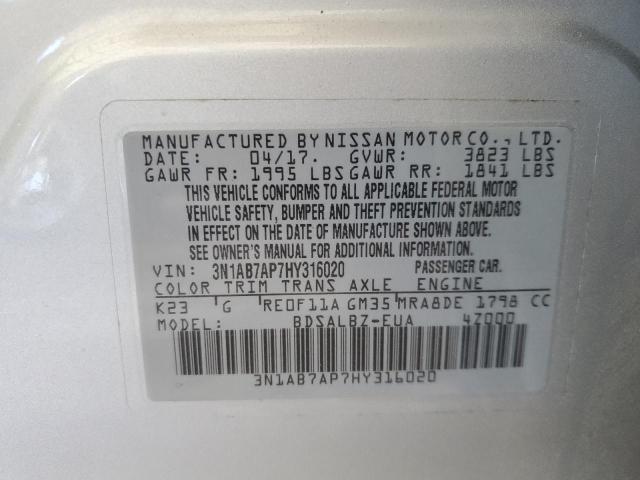 MANUFACTURED BY NISSAN MOTOR CO., LTD.
DATE: 04/17. GVWR: 3823 LBS
GAWR FR: 1995 LBS GAWR RR: 1841 LBS
THIS VEHICLE CONFORMS TO ALL APPLICABLE FEDERAL MOTOR
VEHICLE SAFETY, BUMPER AND THEFT PREVENTION STANDARDS
IN EFFECT ON THE DATE OF MANUFACTURE SHOWN ABOVE.
SEE OWNER'S MANUAL FOR ADDITIONAL INFORMATION.
VIN: 3N1AB7AP7HY316020 PASSENGER CAR.
COLOR TRIM TRANS AXLE ENGINE
K23 G RE0F11A GM35 MRA8DE 1798 CC
MODEL: BDSALBZ-EUA 4Z000
3N1AB7AP7HY316020